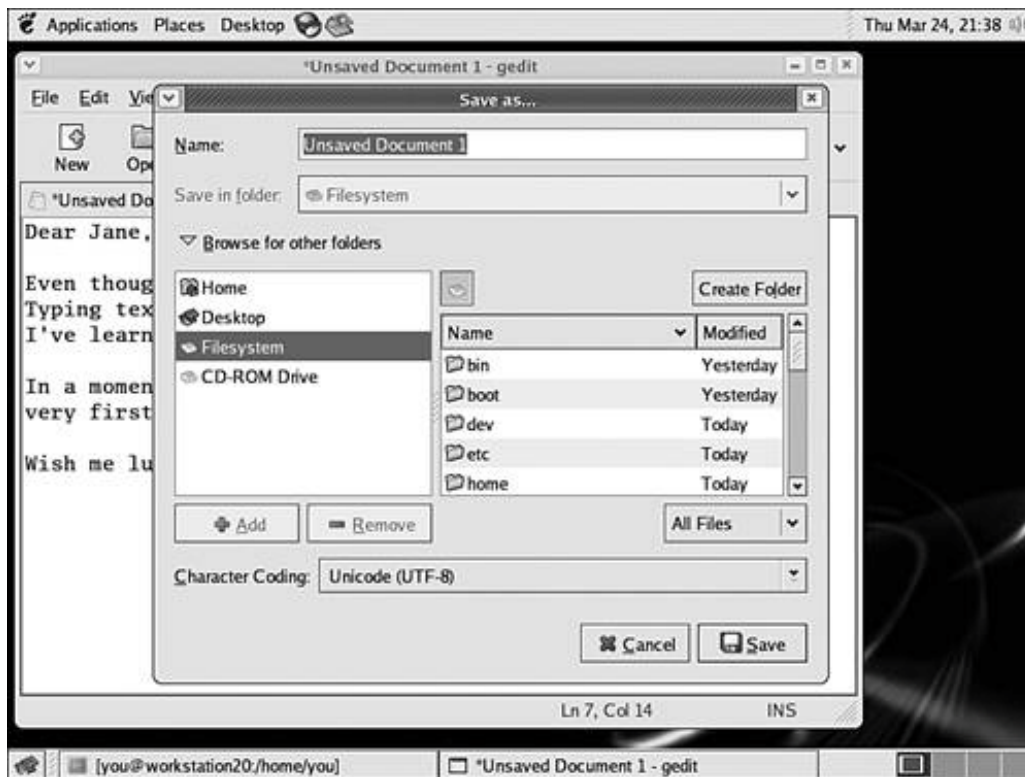 Applications Places Desktop Thu Mar 24, 21:38
*Unsaved Document 1 - gedit
File Edit Vie
Save as...
New Ope
Name: Unsaved Document 1
*Unsaved Do
Save in folder: Filesystem
Browse for other folders
Dear Jane,
Even thoug
Typing tex
I've learn
In a momen
very first
Wish me lu
Home
Desktop
Filesystem
CD-ROM Drive
Create Folder
Name Modified
bin Yesterday
boot Yesterday
dev Today
etc Today
home Today
Add Remove
All Files
Character Coding: Unicode (UTF-8)
Cancel Save
Ln 7, Col 14 INS
[you@workstation20:/home/you] *Unsaved Document 1 - gedit